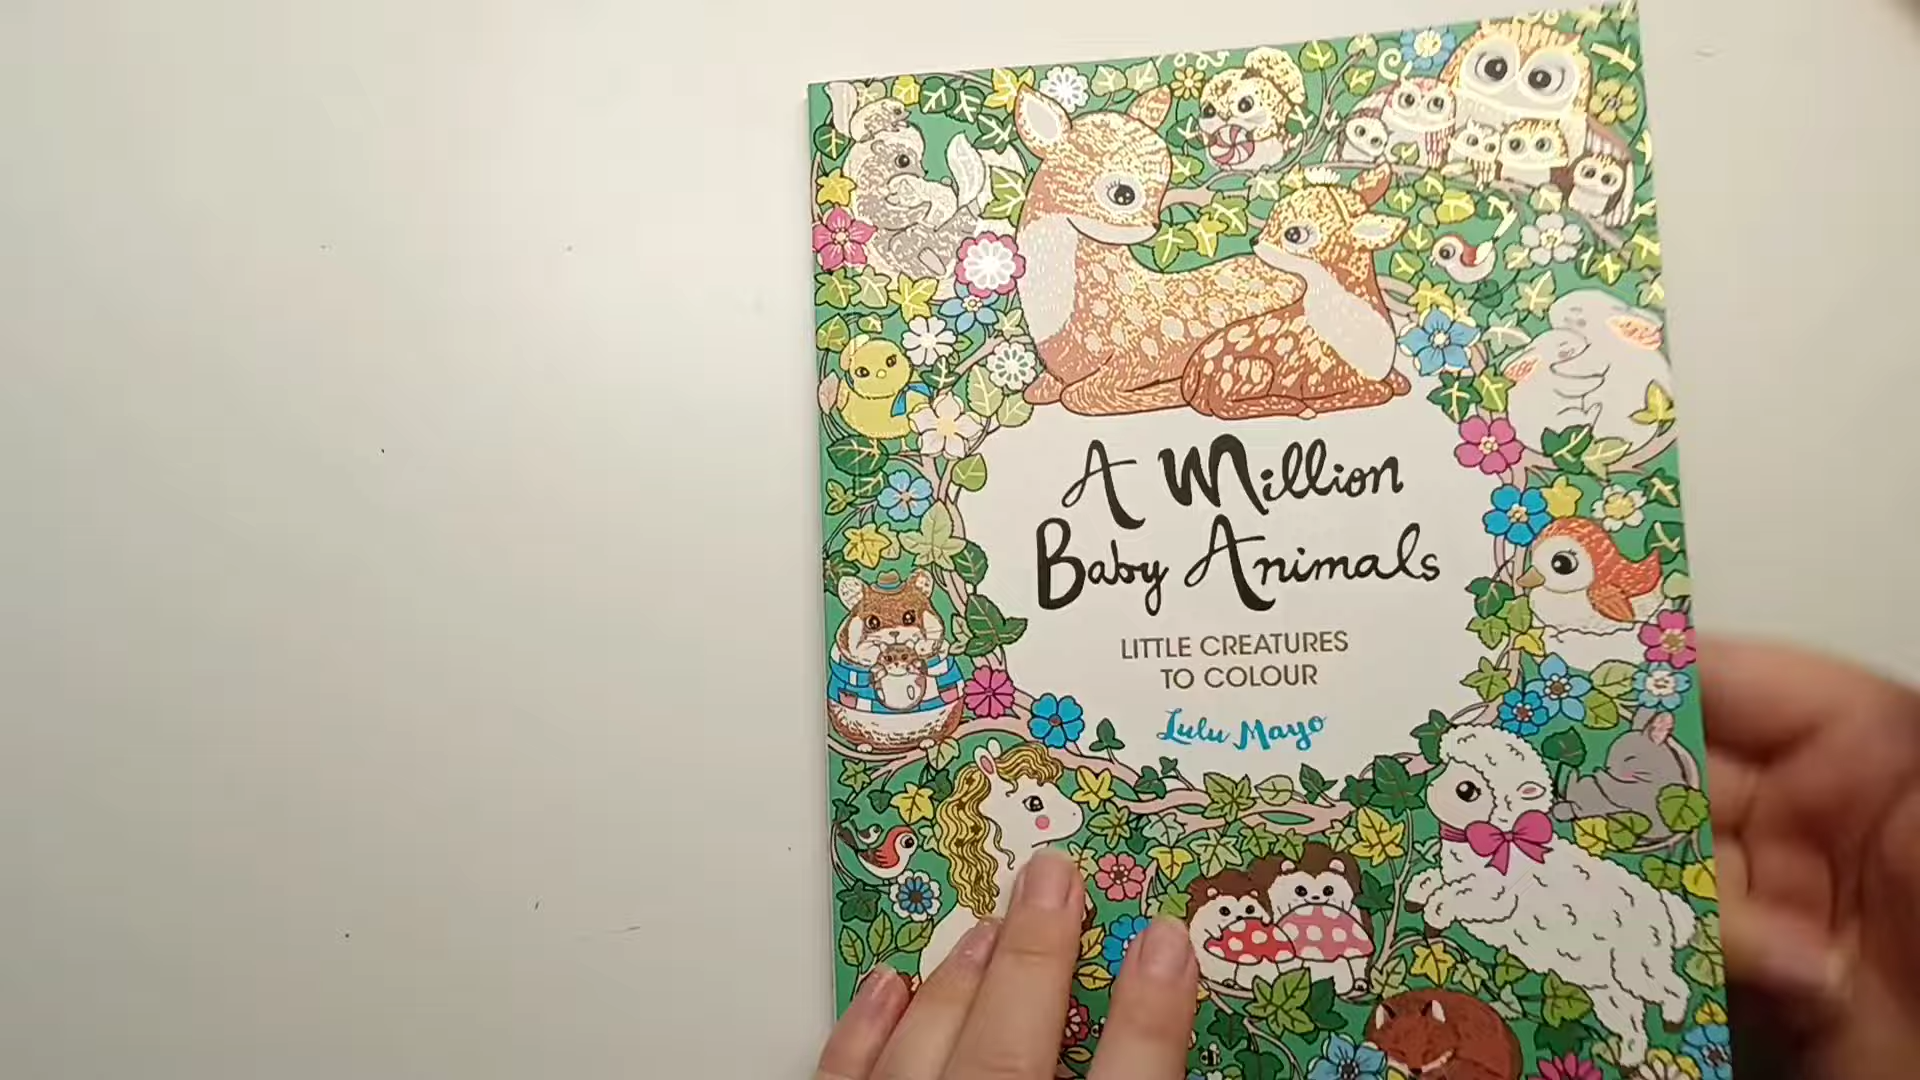 A Million
Baby Animals
LITTLE CREATURES
TO COLOUR
Lulu Mayo